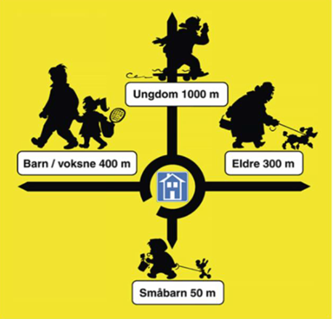 Ungdom 1000 m
Barn / voksne 400 m
Eldre 300 m
Småbarn 50 m